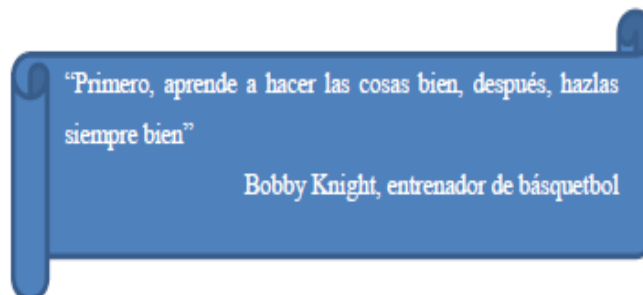 “Primero, aprende a hacer las cosas bien, después, hazlas
siempre bien”
Bobby Knight, entrenador de básquetbol